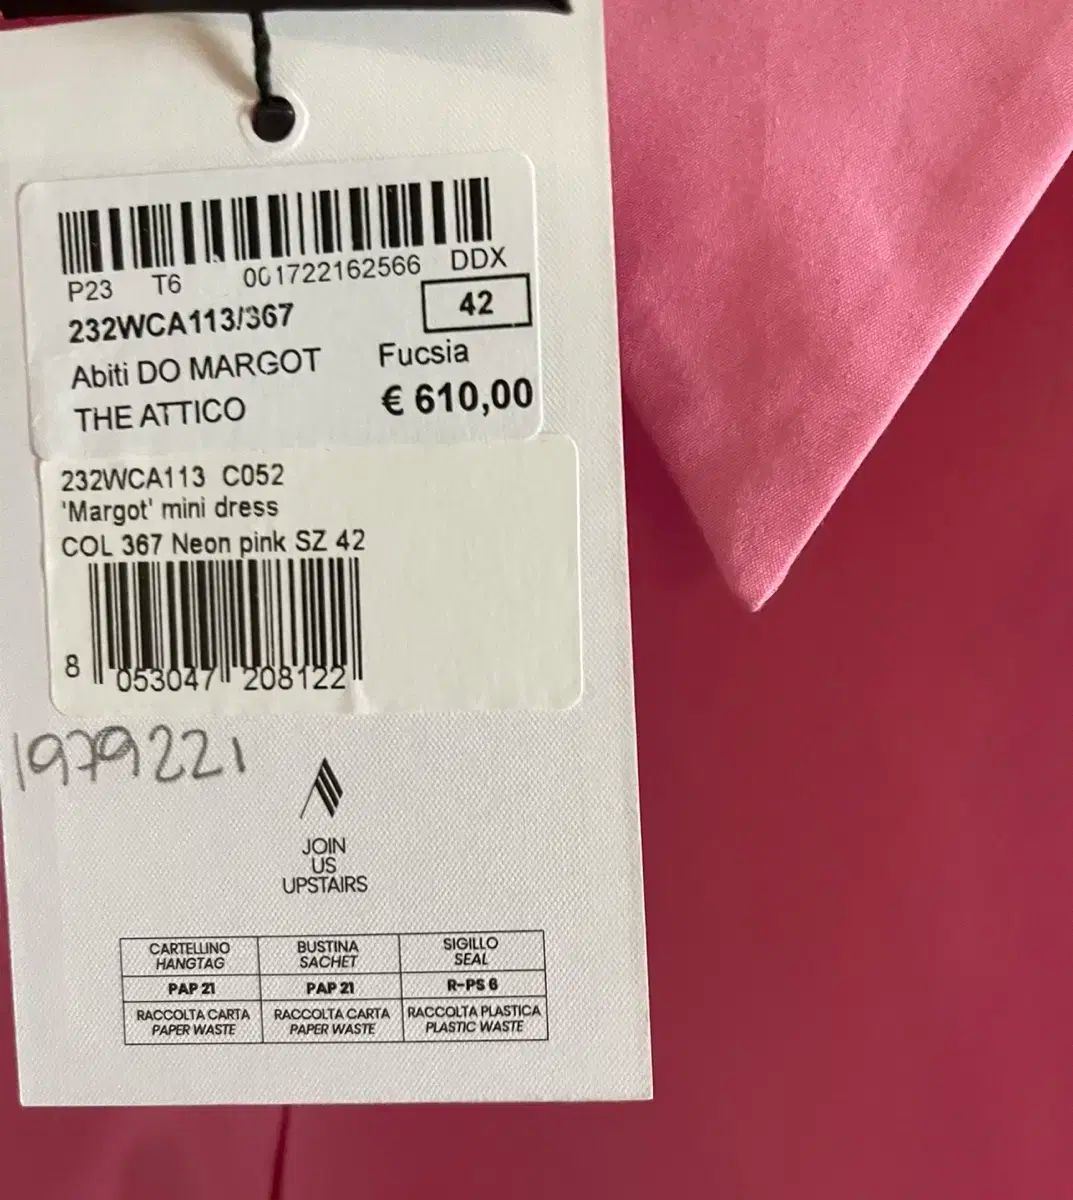 P23 T6 001722162566 DDX
232WCA113/367 42
Abiti DO MARGOT Fucsia
THE ATTICO € 610,00
232WCA113 C052
'Margot' mini dress
COL 367 Neon pink SZ 42
8 053047 208122
1979221
JOIN
US
UPSTAIRS
CARTELLINO BUSTINA SIGILLO
HANGTAG SACHET SEAL
PAP 21 PAP 21 R-PS 6
RACCOLTA CARTA RACCOLTA CARTA RACCOLTA PLASTICA
PAPER WASTE PAPER WASTE PLASTIC WASTE